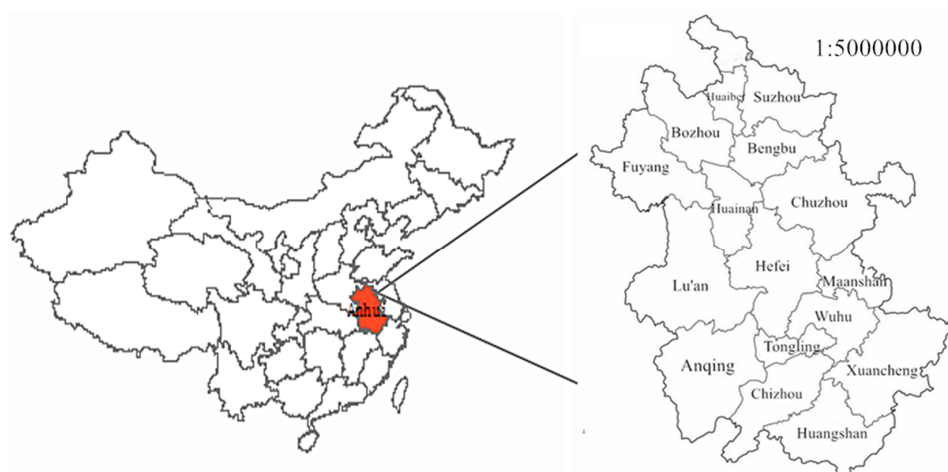 1:5000000
Huaibei
Suzhou
Bozhou
Bengbu
Fuyang
Chuzhou
Huainan
Hefei
Lu'an
Maanshan
Anhui
Wuhu
Tongling
Anqing
Xuancheng
Chizhou
Huangshan